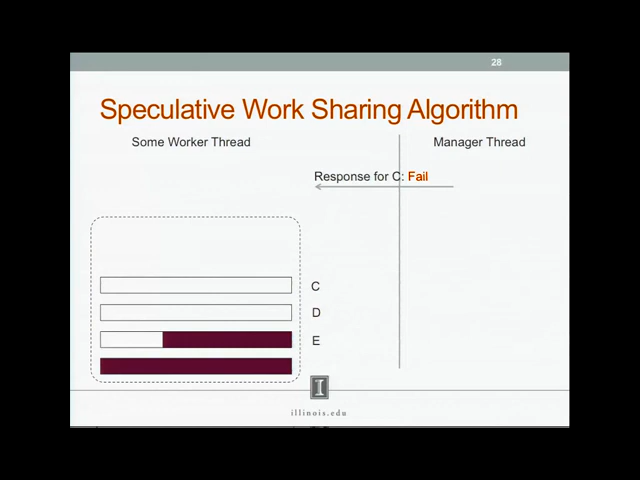 28
Speculative Work Sharing Algorithm
Some Worker Thread
Manager Thread
Response for C: Fail
C
D
E
I
illinois.edu